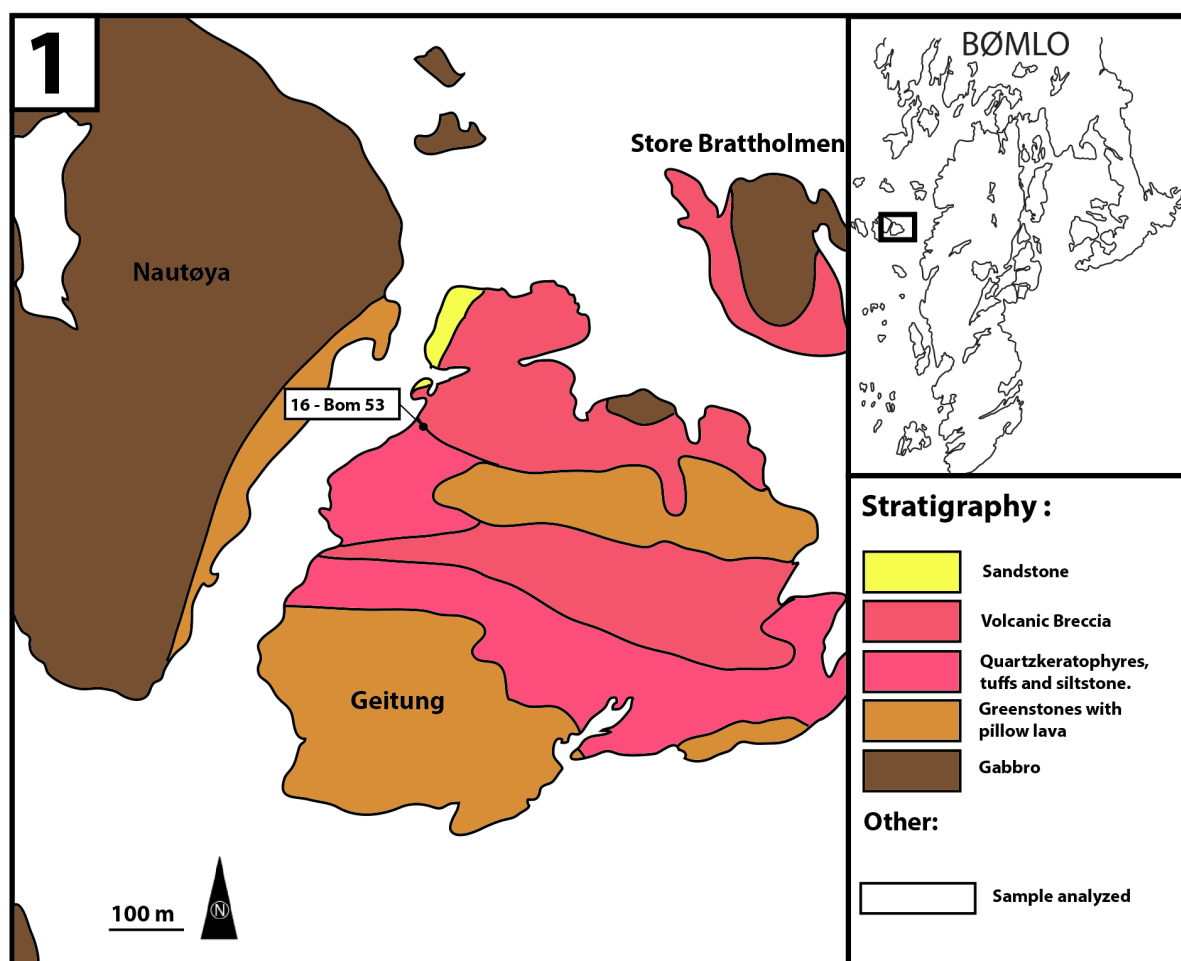 1
BØMLO
Store Brattholmen
Nautøya
16 - Bom 53
Geitung
100 m
N
Stratigraphy :
Sandstone
Volcanic Breccia
Quartzkeratophyres,
tuffs and siltstone.
Greenstones with
pillow lava
Gabbro
Other:
Sample analyzed